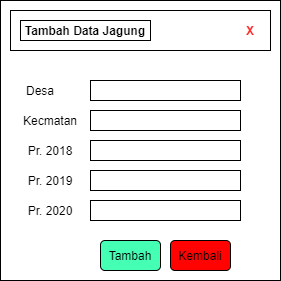 Tambah Data Jagung X
Desa
Kecmatan
Pr. 2018
Pr. 2019
Pr. 2020
Tambah Kembali